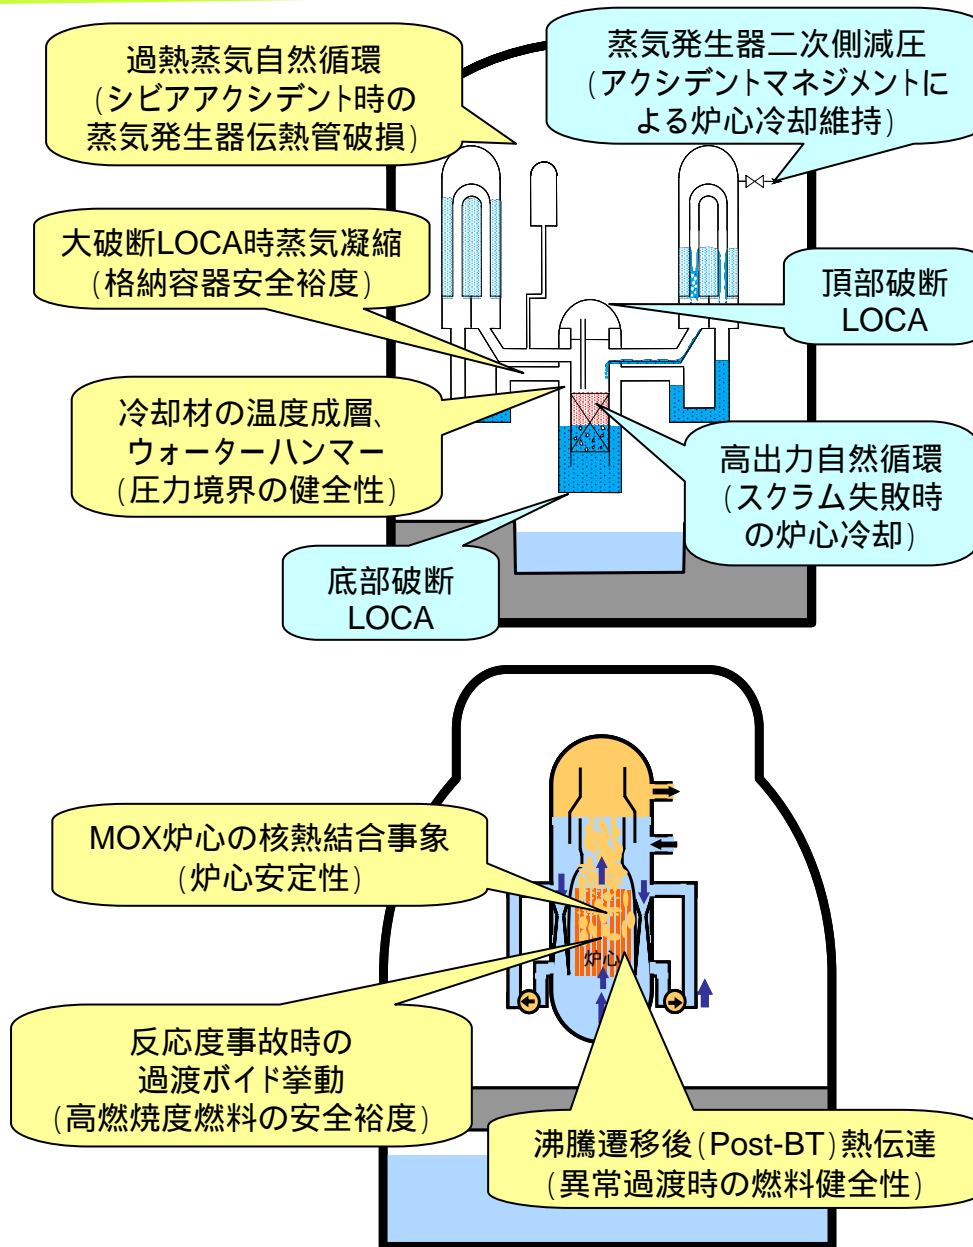 過熱蒸気自然循環
(シビアアクシデント時の
蒸気発生器伝熱管破損)
蒸気発生器二次側減圧
(アクシデントマネジメントに
よる炉心冷却維持)
大破断LOCA時蒸気凝縮
(格納容器安全裕度)
頂部破断
LOCA
冷却材の温度成層、
ウォーターハンマー
(圧力境界の健全性)
高出力自然循環
(スクラム失敗時
の炉心冷却)
底部破断
LOCA
MOX炉心の核熱結合事象
(炉心安定性)
炉心
反応度事故時の
過渡ボイド挙動
(高燃焼度燃料の安全裕度)
沸騰遷移後(Post-BT)熱伝達
(異常過渡時の燃料健全性)